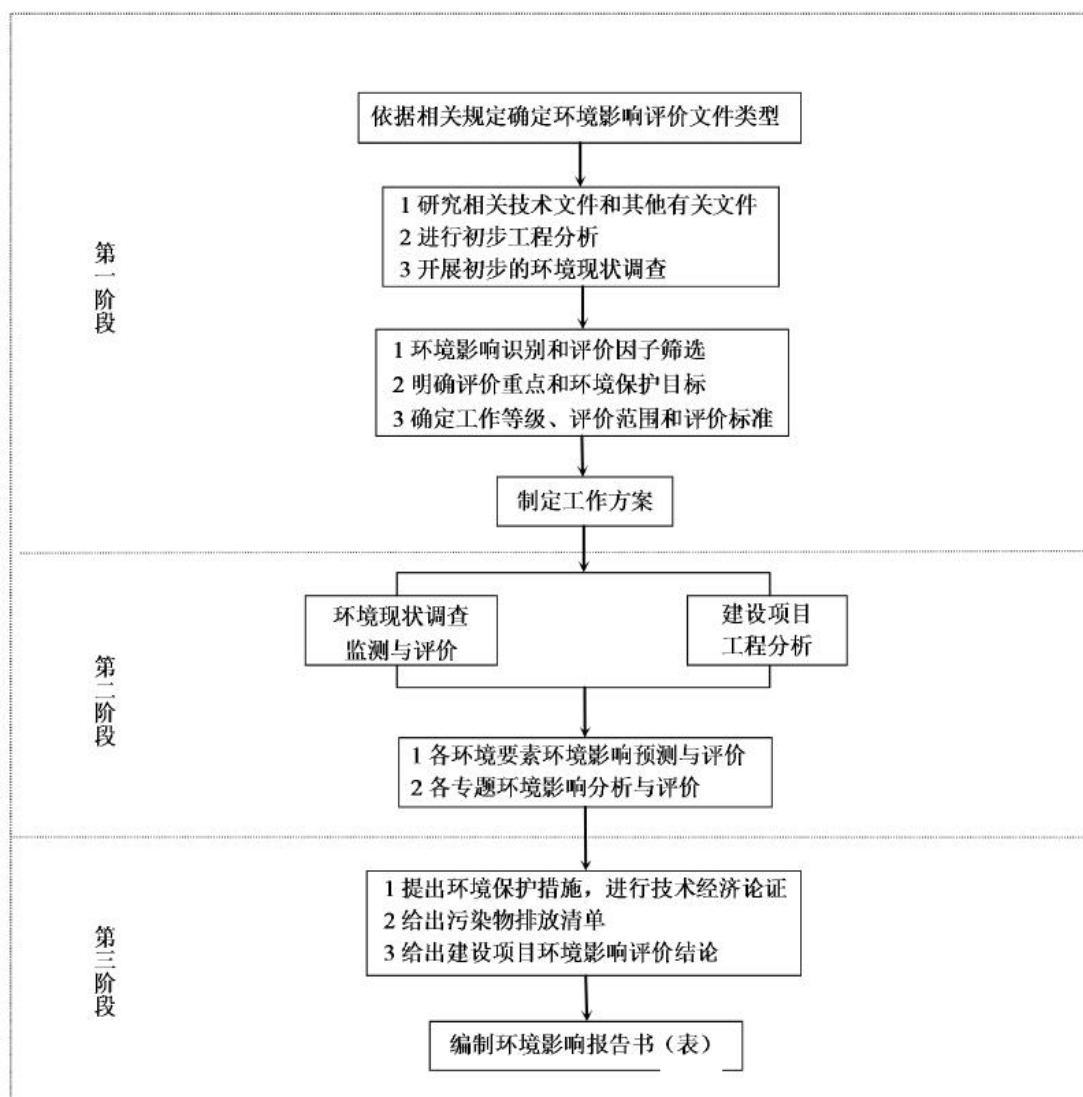 依据相关规定确定环境影响评价文件类型
1 研究相关技术文件和其他有关文件
2 进行初步工程分析
3 开展初步的环境现状调查
第一阶段
1 环境影响识别和评价因子筛选
2 明确评价重点和环境保护目标
3 确定工作等级、评价范围和评价标准
制定工作方案
环境现状调查
监测与评价
建设项目
工程分析
第二阶段
1 各环境要素环境影响预测与评价
2 各专题环境影响分析与评价
1 提出环境保护措施，进行技术经济论证
2 给出污染物排放清单
3 给出建设项目环境影响评价结论
第三阶段
编制环境影响报告书（表）